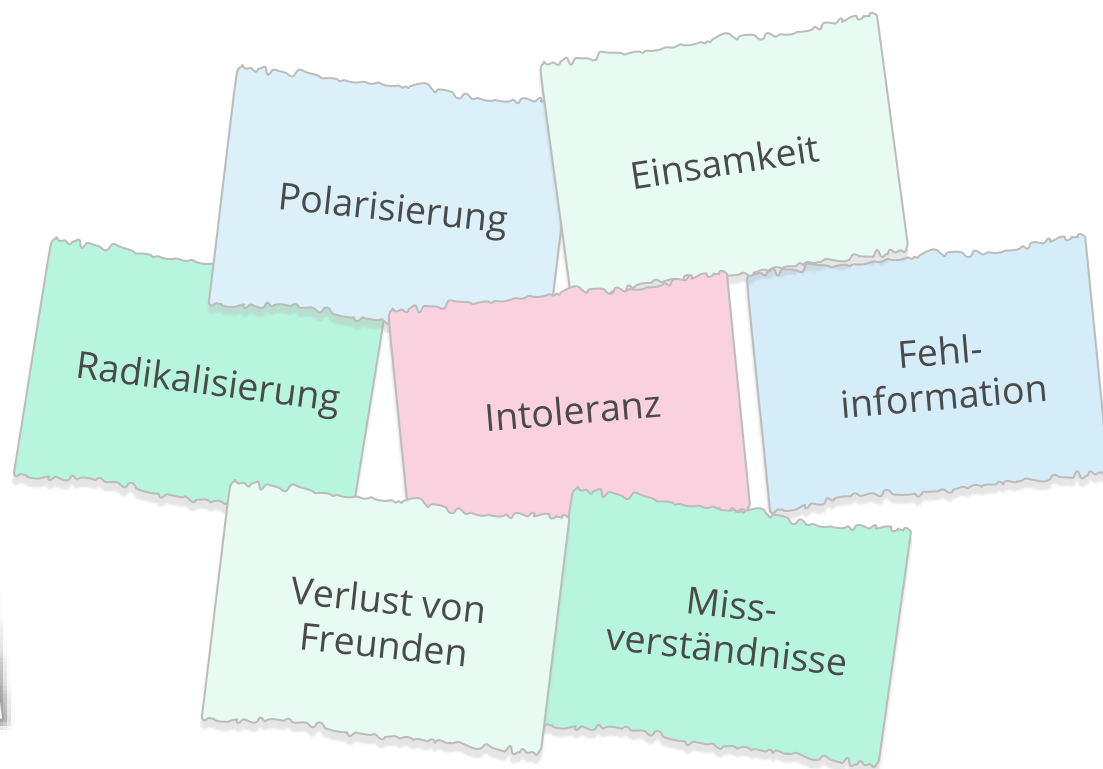 Polarisierung
Einsamkeit
Radikalisierung
Intoleranz
Fehl-
information
Verlust von
Freunden
Miss-
verständnisse